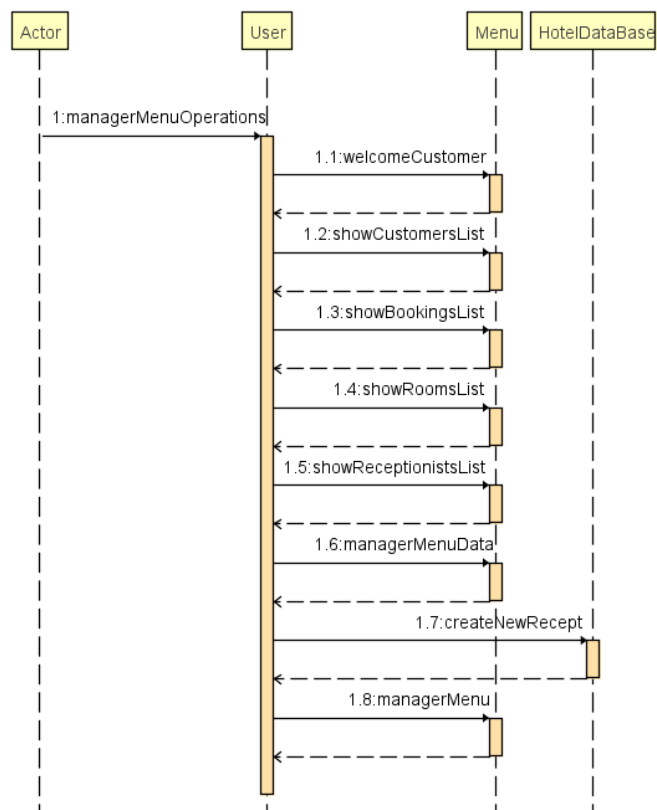 Actor
User
Menu
HotelDataBase
1:managerMenuOperations
1.1:welcomeCustomer
1.2:showCustomersList
1.3:showBookingsList
1.4:showRoomsList
1.5:showReceptionistsList
1.6:managerMenuData
1.7:createNewRecept
1.8:managerMenu